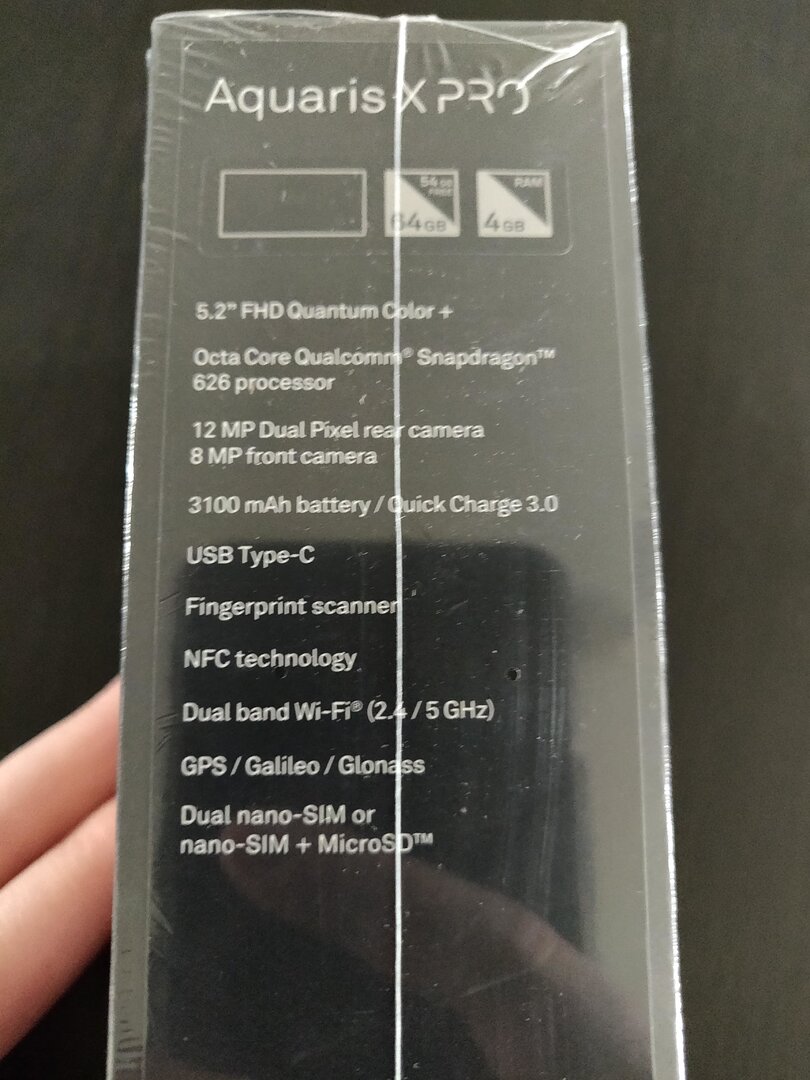 Aquaris X PRO
54 GB
FREE
64GB
RAM
4GB
5.2” FHD Quantum Color +
Octa Core Qualcomm® Snapdragon™
626 processor
12 MP Dual Pixel rear camera
8 MP front camera
3100 mAh battery / Quick Charge 3.0
USB Type-C
Fingerprint scanner
NFC technology
Dual band Wi-Fi® (2.4 / 5 GHz)
GPS / Galileo / Glonass
Dual nano-SIM or
nano-SIM + MicroSD™